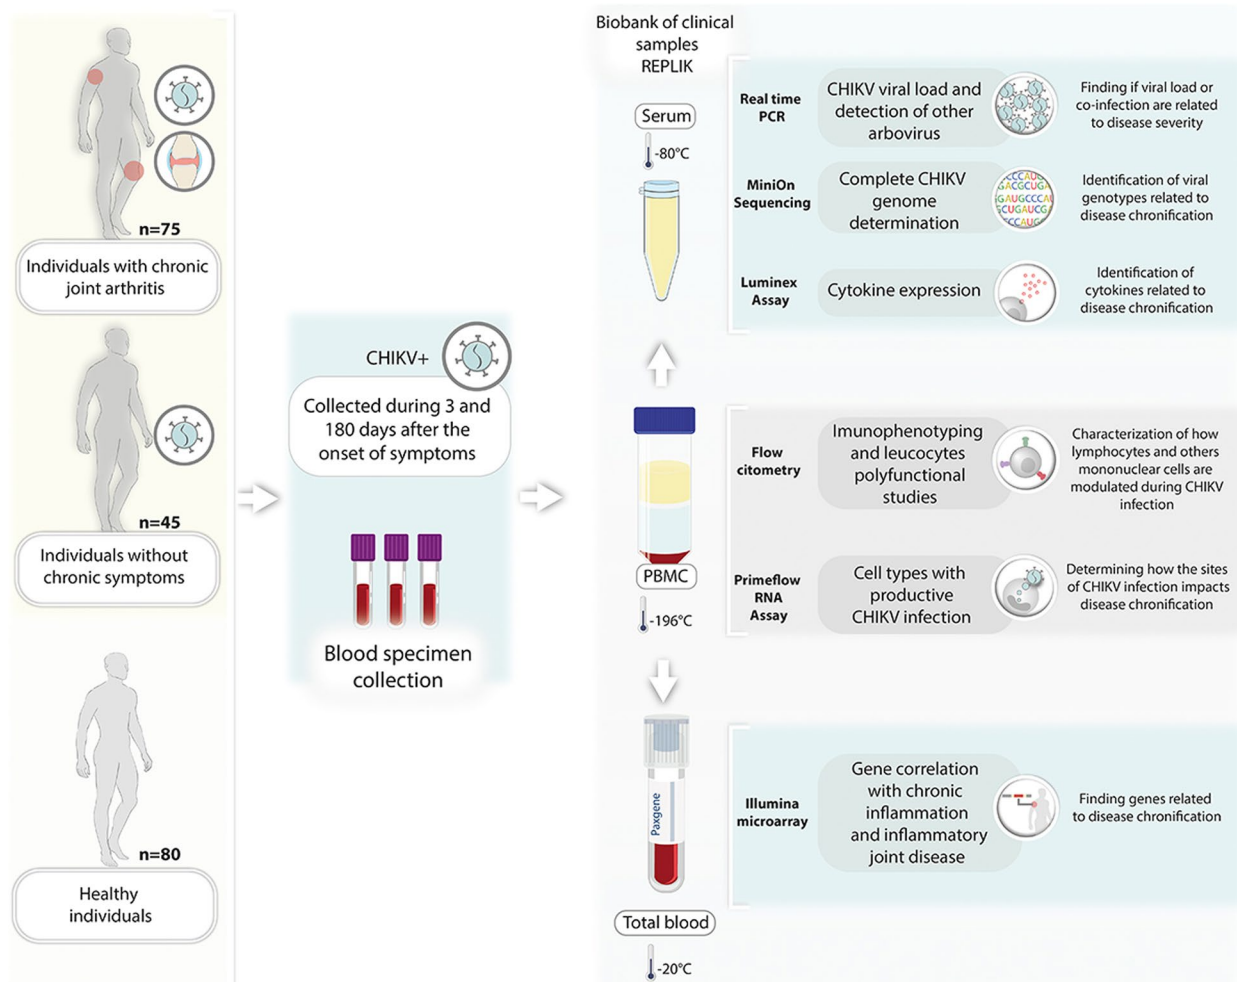 n=75
Individuals with chronic
joint arthritis
n=45
Individuals without
chronic symptoms
n=80
Healthy
individuals
CHIKV+
Collected during 3 and
180 days after the
onset of symptoms
Blood specimen
collection
Biobank of clinical
samples
REPLIK
Serum
-80°C
Real time
PCR
CHIKV viral load and
detection of other
arbovirus
Finding if viral load or
co-infection are related
to disease severity
MiniOn
Sequencing
Complete CHIKV
genome
determination
CCCAUG
GACGCUGA
GAUGCCCAU
GCUGAUCG
CCCAUG
Identification of viral
genotypes related to
disease chronification
Luminex
Assay
Cytokine expression
Identification of
cytokines related to
disease chronification
PBMC
-196°C
Flow
citometry
Imunophenotyping
and leucocytes
polyfunctional
studies
Characterization of how
lymphocytes and others
mononuclear cells are
modulated during CHIKV
infection
Primeflow
RNA
Assay
Cell types with
productive
CHIKV infection
Determining how the sites
of CHIKV infection impacts
disease chronification
Paxgene
Total blood
-20°C
Illumina
microarray
Gene correlation
with chronic
inflammation
and inflammatory
joint disease
Finding genes related
to disease chronification